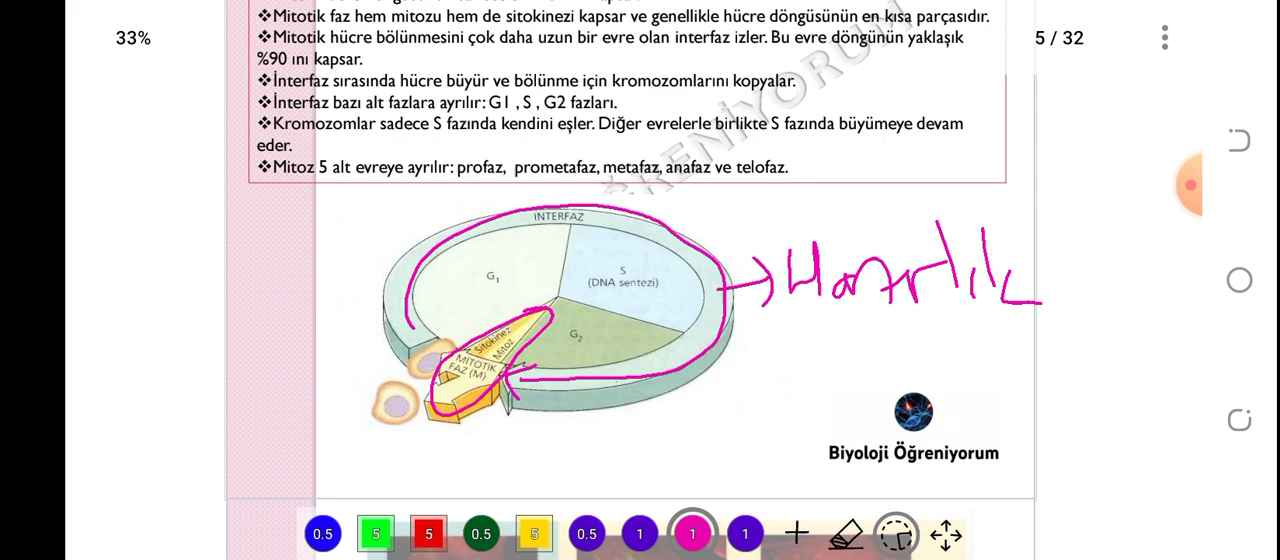 ❖Mitotik faz hem mitozu hem de sitokinezi kapsar ve genellikle hücre döngüsünün en kısa parçasıdır.
33%
❖Mitotik hücre bölünmesini çok daha uzun bir evre olan interfaz izler. Bu evre döngünün yaklaşık
5 / 32
%90 ını kapsar.
❖İnterfaz sırasında hücre büyür ve bölünme için kromozomlarını kopyalar.
❖İnterfaz bazı alt fazlara ayrılır: G1 , S , G2 fazları.
❖Kromozomlar sadece S fazında kendini eşler. Diğer evrelerle birlikte S fazında büyümeye devam
eder.
❖Mitoz 5 alt evreye ayrılır: profaz, prometafaz, metafaz, anafaz ve telofaz.
ĞRENİYORUM
İNTERFAZ
G1
S
(DNA sentezi)
Hazırlık
G2
Sitokinez
Mitoz
MİTOTİK
FAZ (M)
Biyoloji Öğreniyorum
0.5 5 5 0.5 5 0.5 1 1 1